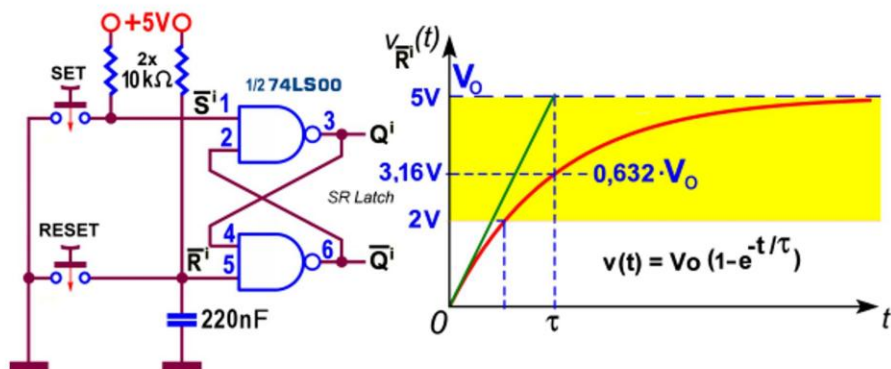 +5V
2x
10kΩ
SET
S̅ⁱ
1/2 74LS00
1
2
3
Qⁱ
SR Latch
RESET
R̅ⁱ
4
5
6
Q̅ⁱ
220nF
v R̅ⁱ (t)
Vo
5V
3,16V
0,632·Vo
2V
v(t) = Vo (1-e^-t/τ)
0
τ
t